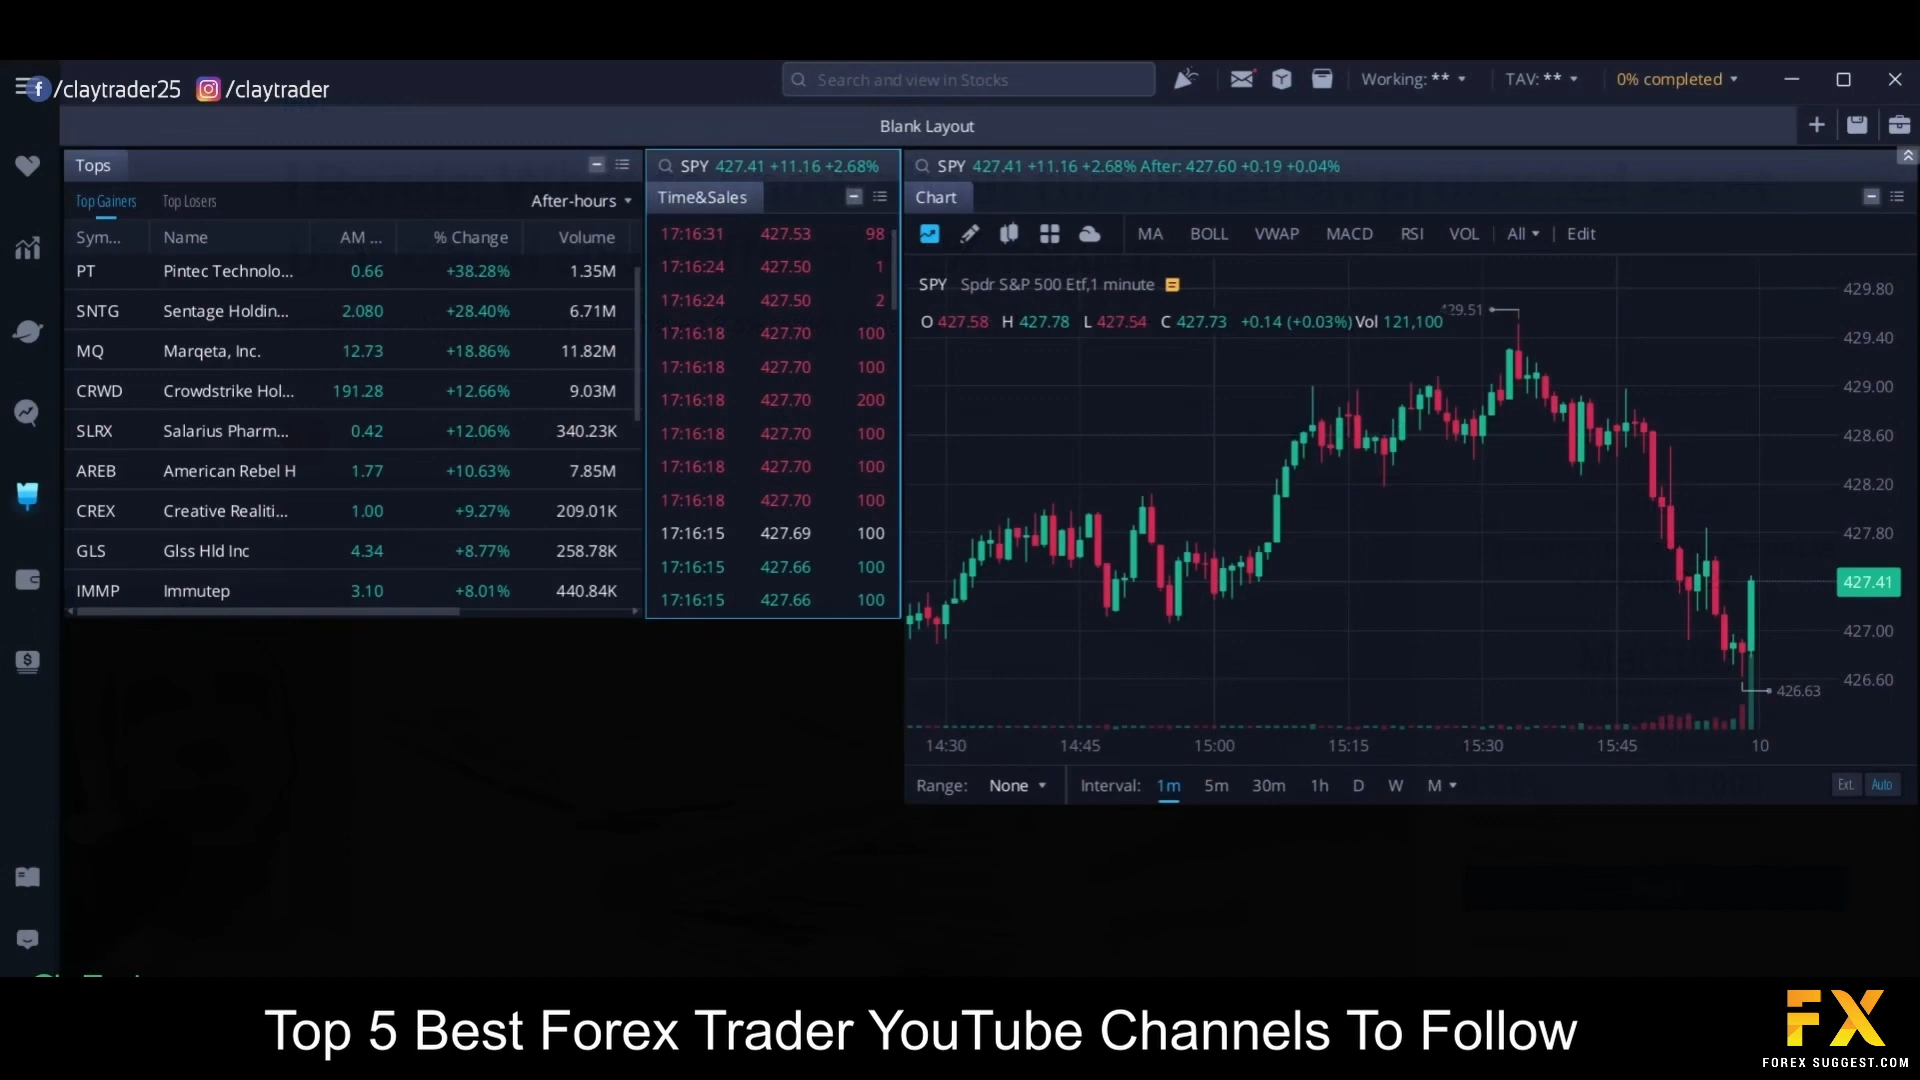 /claytrader25 /claytrader
Search and view in Stocks
Working: ** TAV: ** 0% completed
Blank Layout
Tops
Top Gainers Top Losers After-hours
Sym... Name AM ... % Change Volume
PT Pintec Technolo... 0.66 +38.28% 1.35M
SNTG Sentage Holdin... 2.080 +28.40% 6.71M
MQ Marqeta, Inc. 12.73 +18.86% 11.82M
CRWD Crowdstrike Hol... 191.28 +12.66% 9.03M
SLRX Salarius Pharm... 0.42 +12.06% 340.23K
AREB American Rebel H 1.77 +10.63% 7.85M
CREX Creative Realiti... 1.00 +9.27% 209.01K
GLS Glss Hld Inc 4.34 +8.77% 258.78K
IMMP Immutep 3.10 +8.01% 440.84K
SPY 427.41 +11.16 +2.68%
Time&Sales
17:16:31 427.53 98
17:16:24 427.50 1
17:16:24 427.50 2
17:16:18 427.70 100
17:16:18 427.70 100
17:16:18 427.70 200
17:16:18 427.70 100
17:16:18 427.70 100
17:16:18 427.70 100
17:16:15 427.69 100
17:16:15 427.66 100
17:16:15 427.66 100
SPY 427.41 +11.16 +2.68% After: 427.60 +0.19 +0.04%
Chart
MA BOLL VWAP MACD RSI VOL All Edit
SPY Spdr S&P 500 Etf,1 minute
O 427.58 H 427.78 L 427.54 C 427.73 +0.14 (+0.03%) Vol 121,100
429.51
429.80
429.40
429.00
428.60
428.20
427.80
427.41
427.00
426.60
426.63
14:30 14:45 15:00 15:15 15:30 15:45 10
Range: None Interval: 1m 5m 30m 1h D W M Ext. Auto
Top 5 Best Forex Trader YouTube Channels To Follow
FX
FOREX SUGGEST.COM